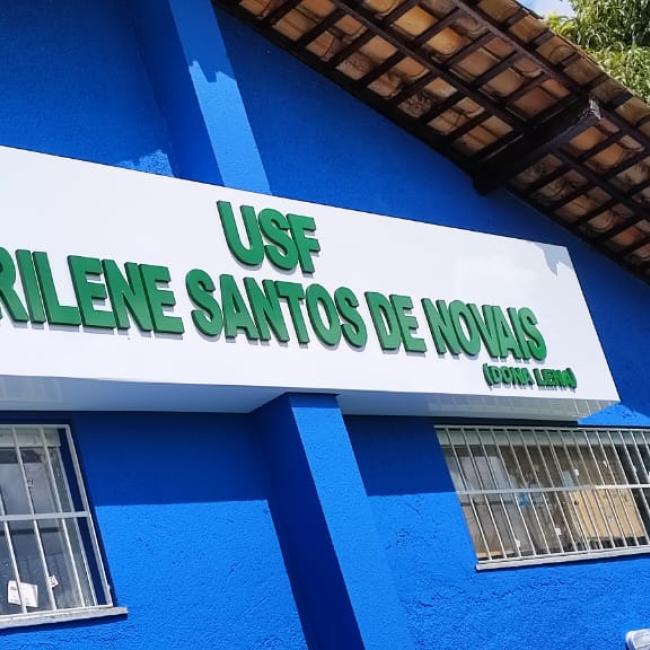 USF
RILENE SANTOS DE NOVAIS
(DONA LENA)